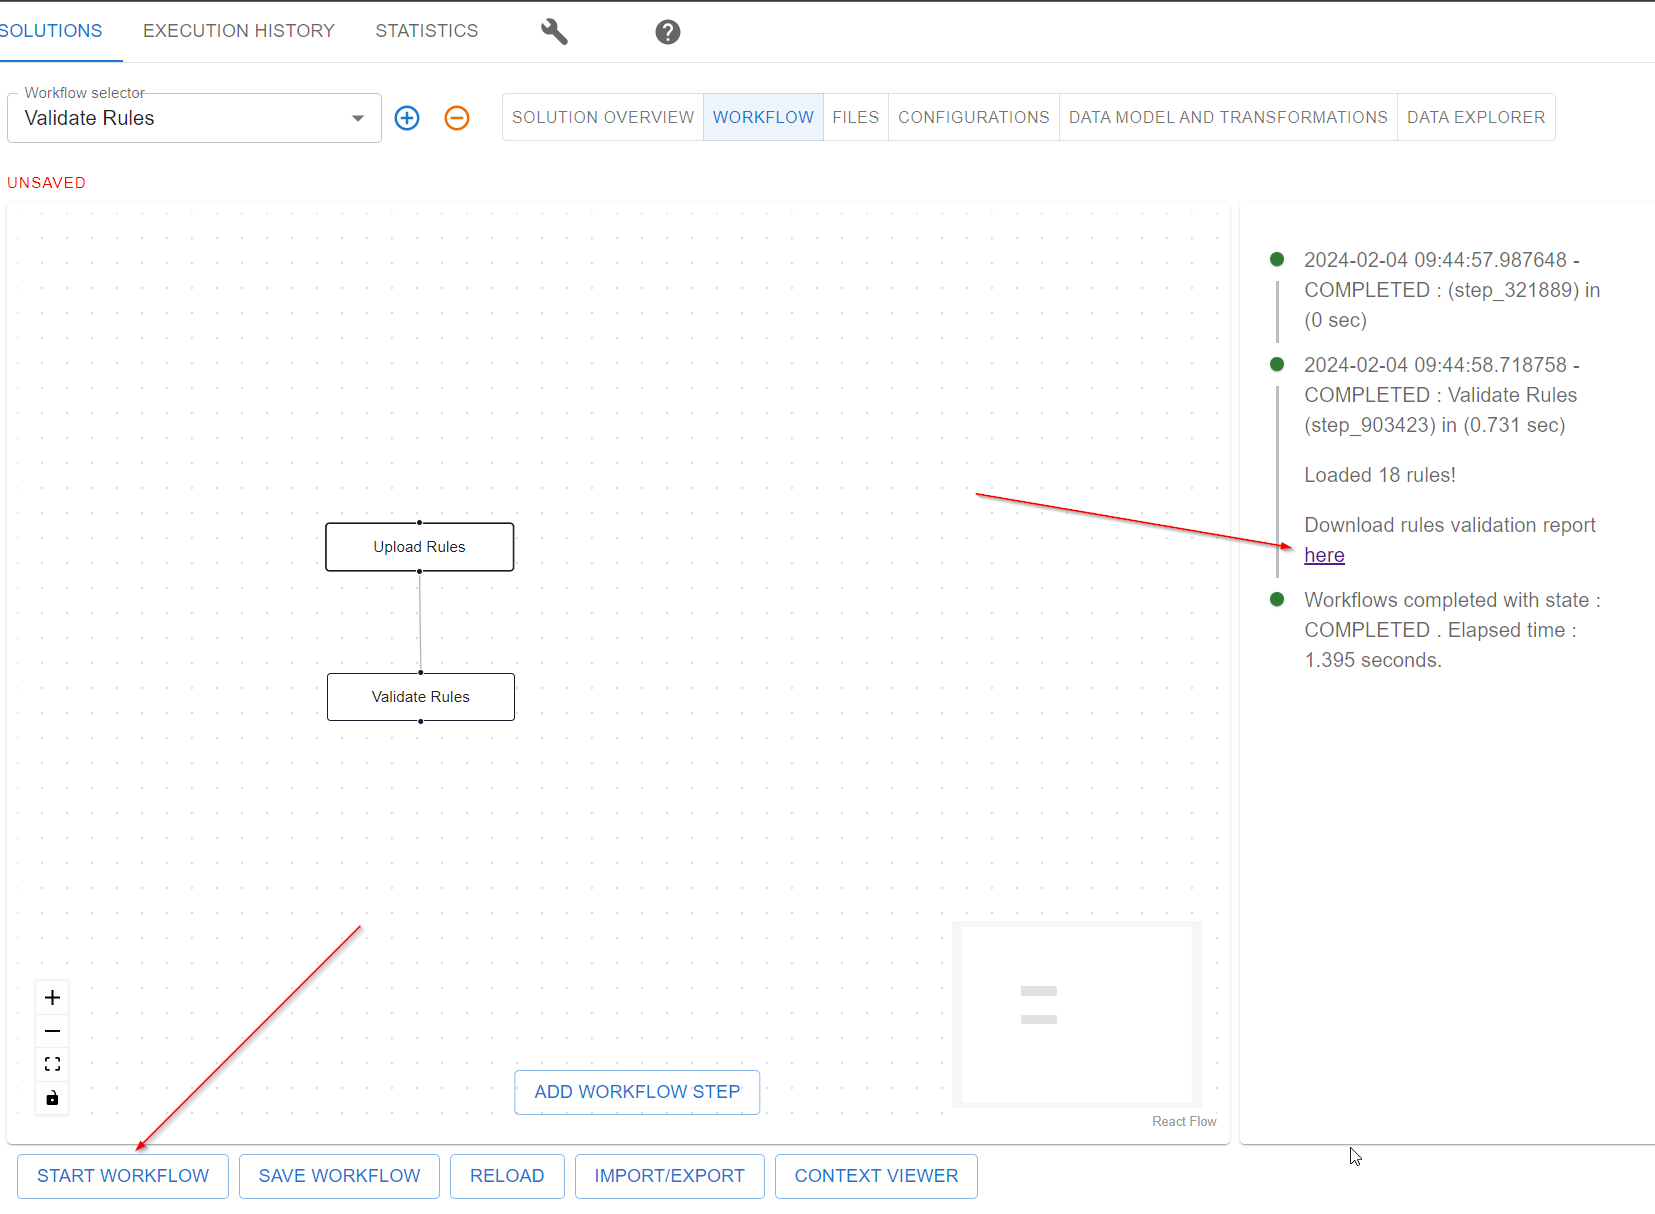 SOLUTIONS
EXECUTION HISTORY
STATISTICS
Workflow selector
Validate Rules
SOLUTION OVERVIEW
WORKFLOW
FILES
CONFIGURATIONS
DATA MODEL AND TRANSFORMATIONS
DATA EXPLORER
UNSAVED
Upload Rules
Validate Rules
ADD WORKFLOW STEP
React Flow
2024-02-04 09:44:57.987648 -
COMPLETED : (step_321889) in
(0 sec)
2024-02-04 09:44:58.718758 -
COMPLETED : Validate Rules
(step_903423) in (0.731 sec)
Loaded 18 rules!
Download rules validation report
here
Workflows completed with state :
COMPLETED . Elapsed time :
1.395 seconds.
START WORKFLOW
SAVE WORKFLOW
RELOAD
IMPORT/EXPORT
CONTEXT VIEWER